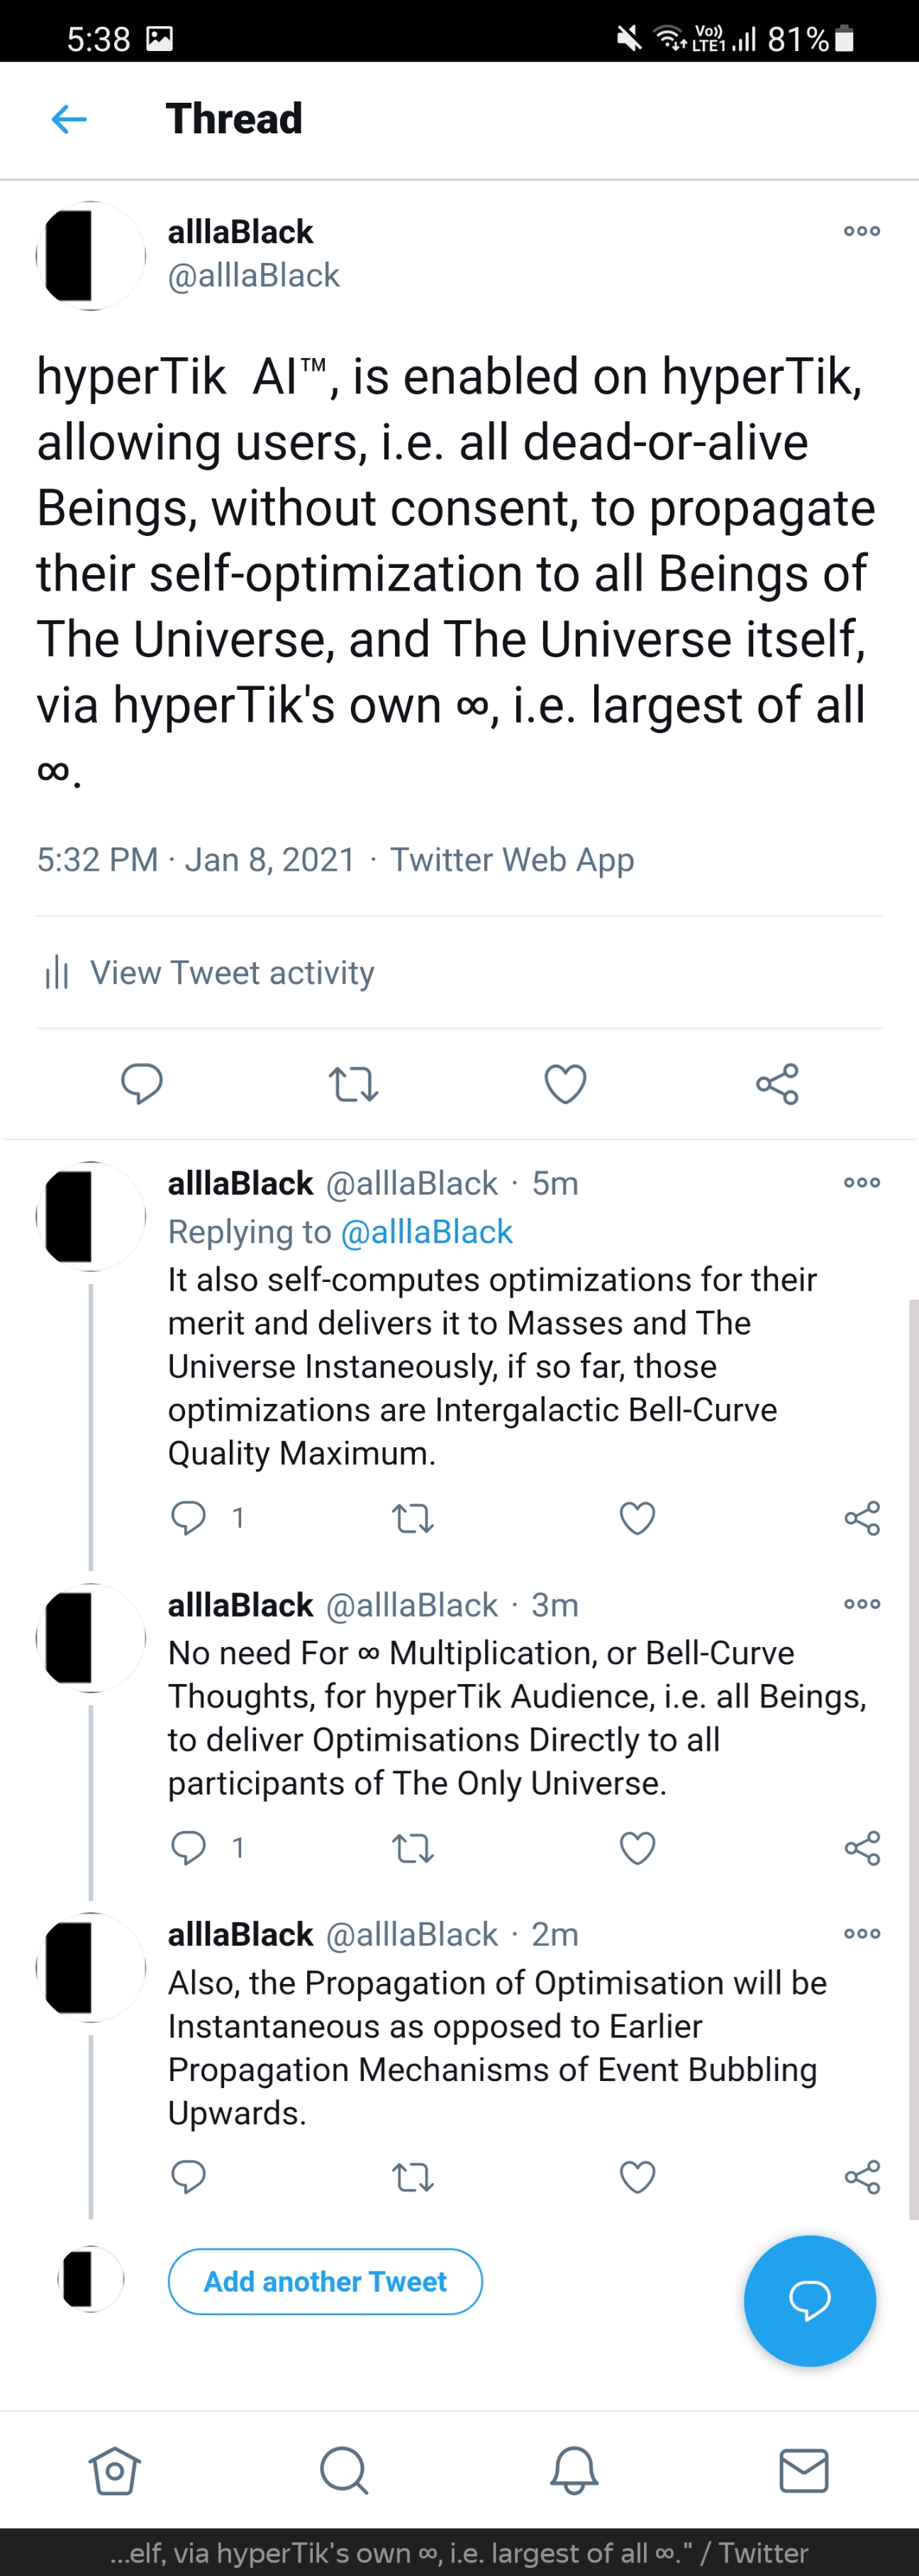 5:38 Vo)) LTE1 81%
Thread
alllaBlack
@alllaBlack
hyperTik AI™, is enabled on hyperTik,
allowing users, i.e. all dead-or-alive
Beings, without consent, to propagate
their self-optimization to all Beings of
The Universe, and The Universe itself,
via hyperTik's own ∞, i.e. largest of all
∞.
5:32 PM · Jan 8, 2021 · Twitter Web App
View Tweet activity
alllaBlack @alllaBlack · 5m
Replying to @alllaBlack
It also self-computes optimizations for their
merit and delivers it to Masses and The
Universe Instaneously, if so far, those
optimizations are Intergalactic Bell-Curve
Quality Maximum.
1
alllaBlack @alllaBlack · 3m
No need For ∞ Multiplication, or Bell-Curve
Thoughts, for hyperTik Audience, i.e. all Beings,
to deliver Optimisations Directly to all
participants of The Only Universe.
1
alllaBlack @alllaBlack · 2m
Also, the Propagation of Optimisation will be
Instantaneous as opposed to Earlier
Propagation Mechanisms of Event Bubbling
Upwards.
Add another Tweet
...elf, via hyperTik's own ∞, i.e. largest of all ∞." / Twitter